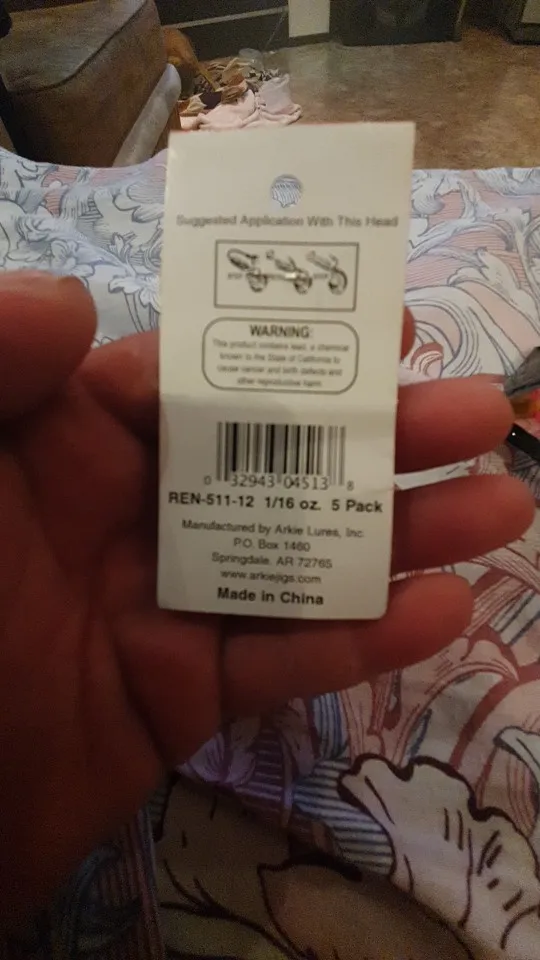 Suggested Application With This Head
WARNING:
This product contains lead, a chemical
known to the State of California to
cause cancer and birth defects and
other reproductive harm.
0 32943 04513 8
REN-511-12 1/16 oz. 5 Pack
Manufactured by Arkie Lures, Inc.
P.O. Box 1460
Springdale, AR 72765
www.arkiejigs.com
Made in China